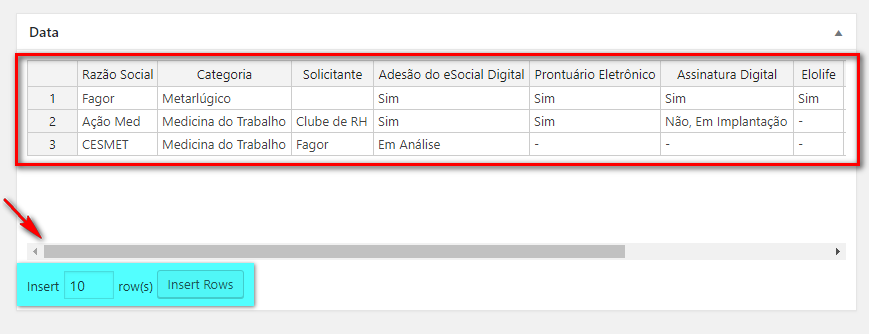 Data
Razão Social Categoria Solicitante Adesão do eSocial Digital Prontuário Eletrônico Assinatura Digital Elolife
1 Fagor Metarlúgico Sim Sim Sim Sim
2 Ação Med Medicina do Trabalho Clube de RH Sim Sim Não, Em Implantação -
3 CESMET Medicina do Trabalho Fagor Em Análise - - -
Insert 10 row(s) Insert Rows